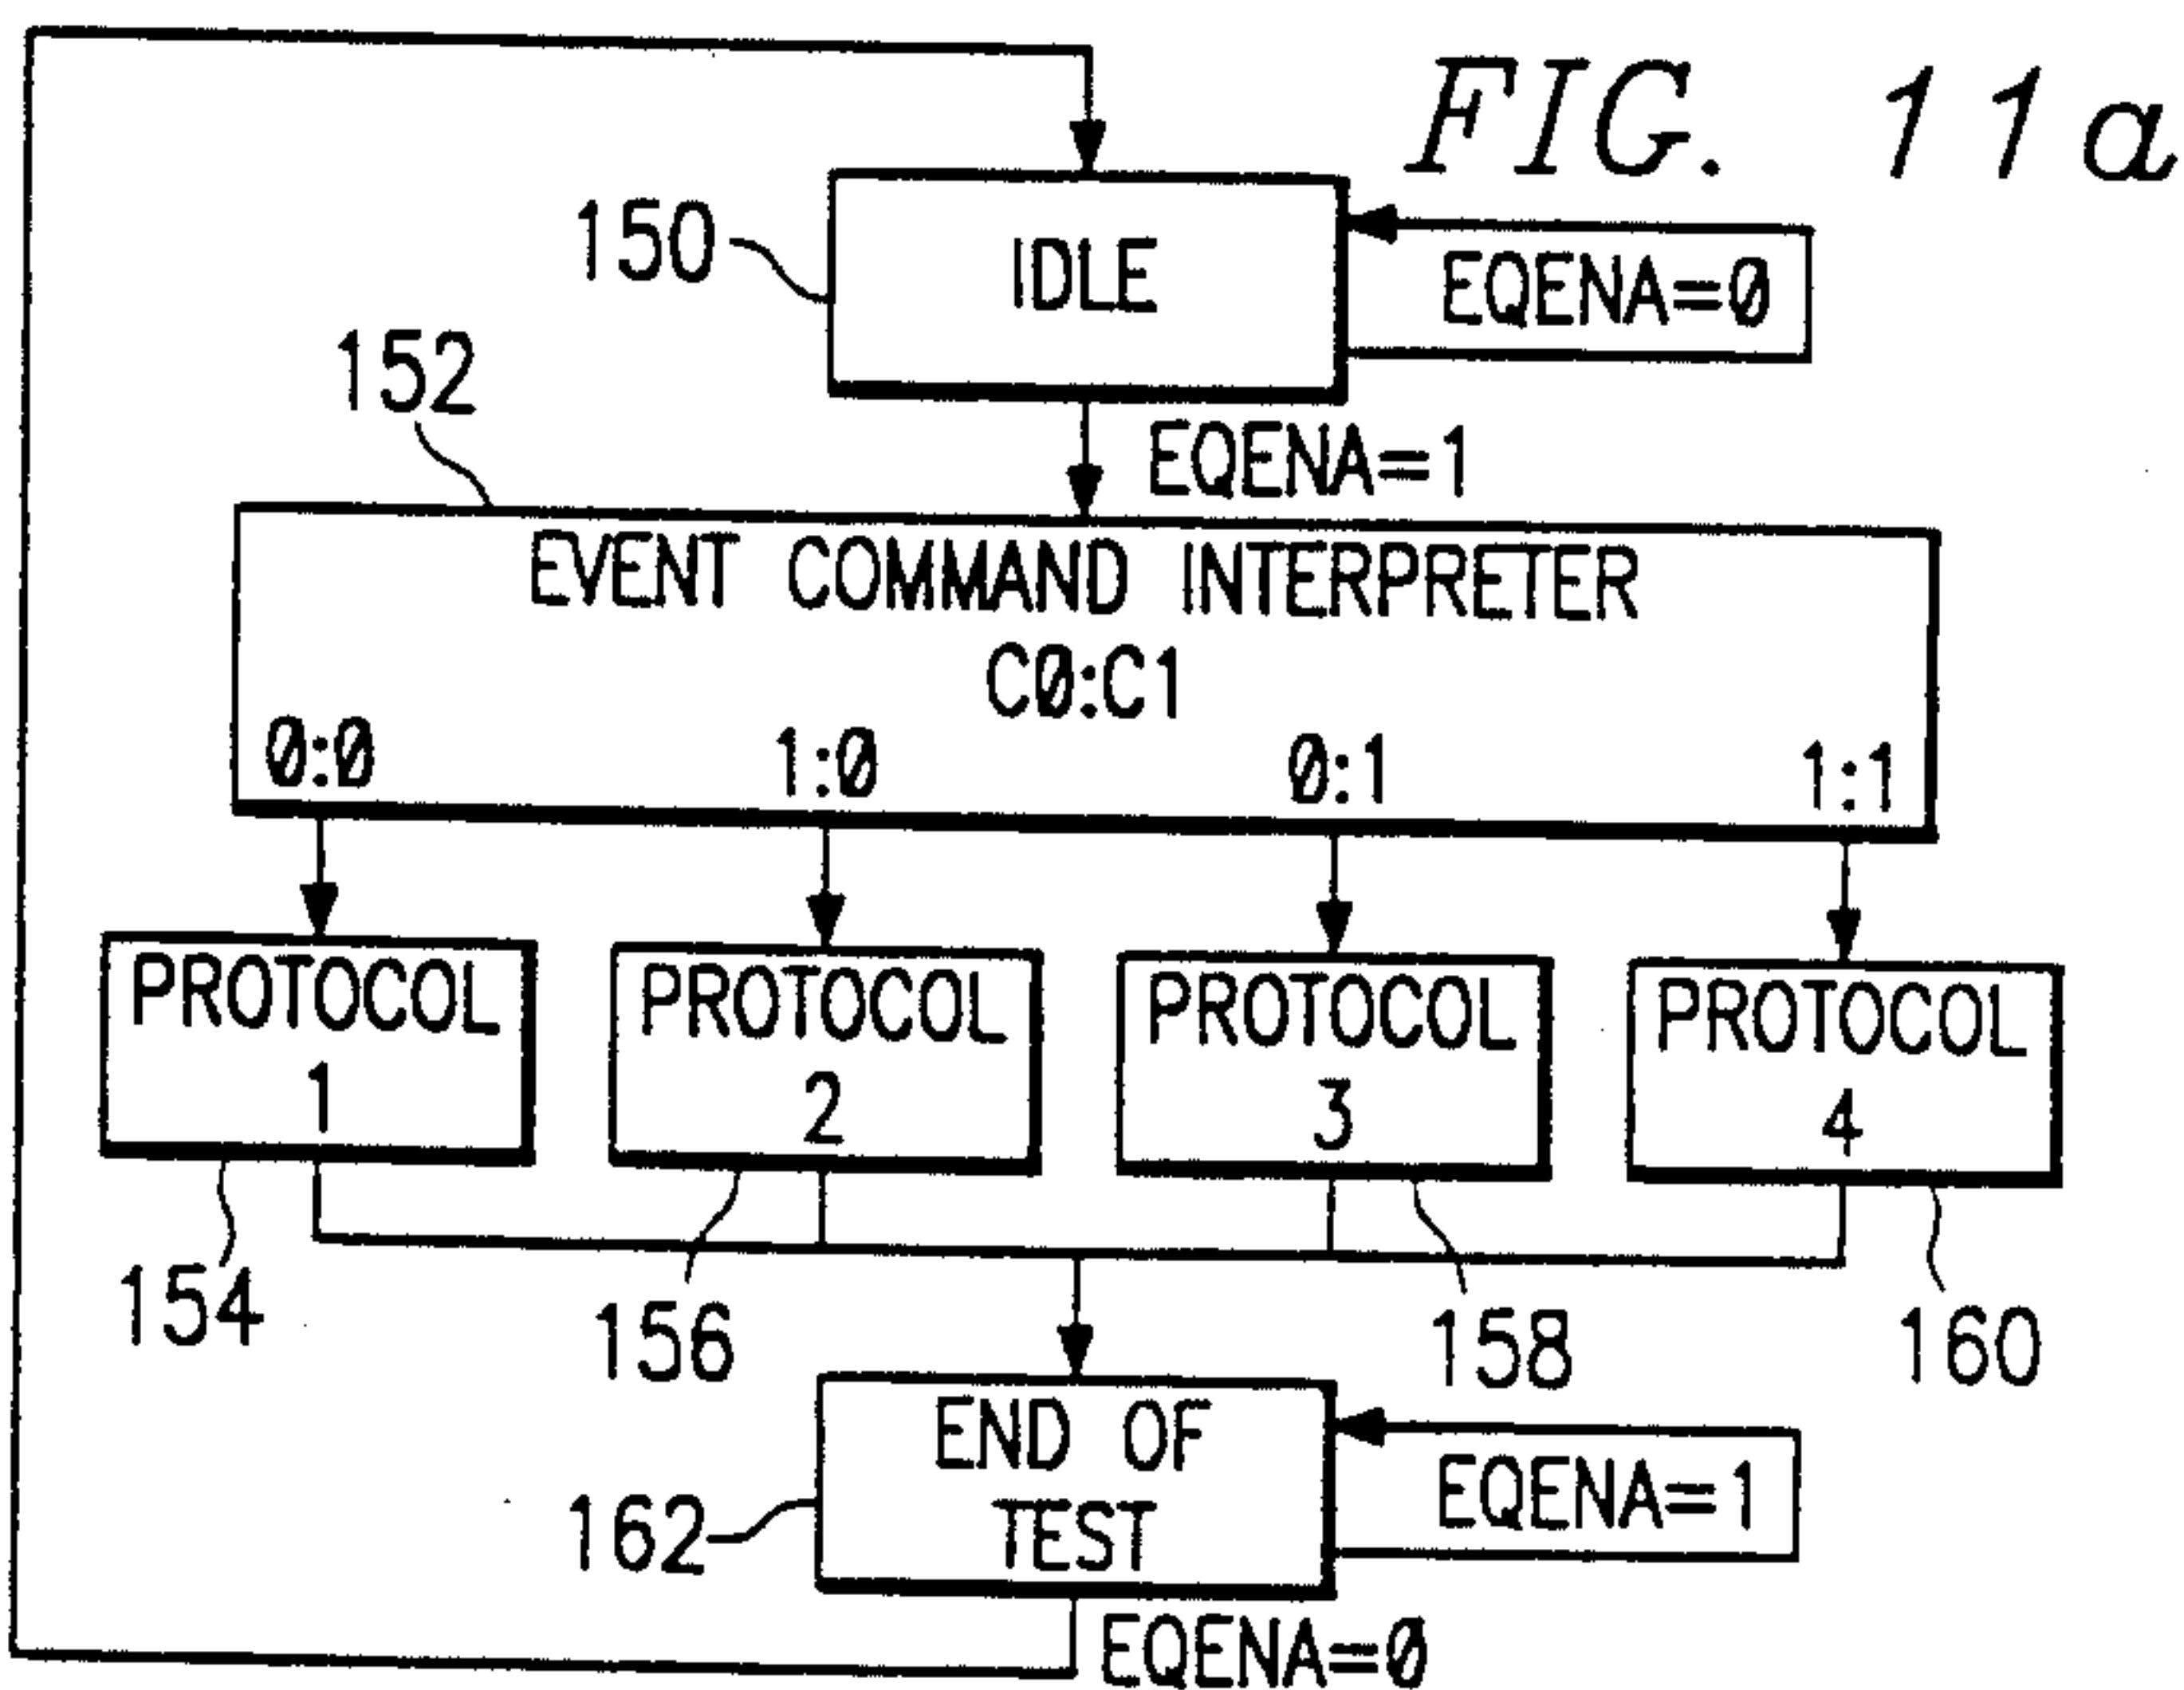 FIG. 11a
150
IDLE
EQENA=0
152
EQENA=1
EVENT COMMAND INTERPRETER
C0:C1
0:0 1:0 0:1 1:1
PROTOCOL 1
PROTOCOL 2
PROTOCOL 3
PROTOCOL 4
154
156
158
160
END OF
TEST
EQENA=1
162
EQENA=0